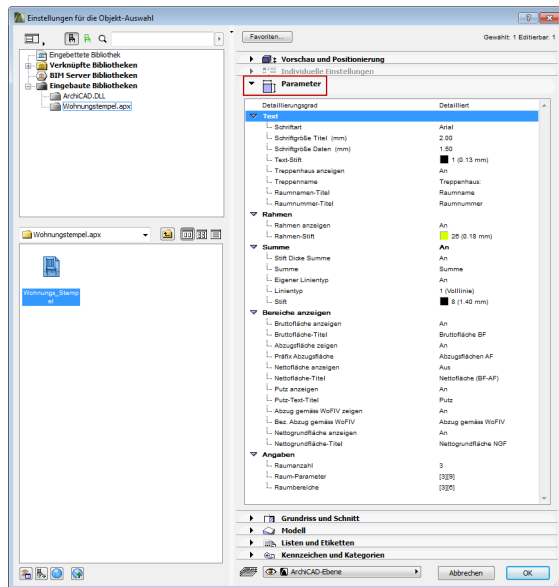 Einstellungen für die Objekt-Auswahl
Eingebettete Bibliothek
Verknüpfte Bibliotheken
BIM Server Bibliotheken
Eingebaute Bibliotheken
ArchiCAD.DLL
Wohnungstempel.apx
Wohnungstempel.apx
Wohnungs_Stemp
el
Favoriten...
Gewählt: 1 Editierbar: 1
Vorschau und Positionierung
Individuelle Einstellungen
Parameter
Detaillierungsgrad Detailliert
Text
Schriftart Arial
Schriftgröße Titel (mm) 2.00
Schriftgröße Daten (mm) 1.50
Text-Stift 1 (0.13 mm)
Treppenhaus anzeigen An
Treppenname Treppenhaus:
Raumnamen-Titel Raumname
Raumnummer-Titel Raumnummer
Rahmen
Rahmen anzeigen An
Rahmen-Stift 26 (0.18 mm)
Summe An
Stift Dicke Summe An
Summe Summe
Eigener Linientyp An
Linientyp 1 (Volllinie)
Stift 8 (1.40 mm)
Bereiche anzeigen
Bruttofläche anzeigen An
Bruttofläche-Titel Bruttofläche BF
Abzugsfläche zeigen An
Präfix Abzugsfläche Abzugsflächen AF
Nettofläche anzeigen Aus
Nettofläche-Titel Nettofläche (BF-AF)
Putz anzeigen An
Putz-Text-Titel Putz
Abzug gemäss WoFlV zeigen An
Bez. Abzug gemäss WoFlV Abzug gemäss WoFlV
Nettogrundfläche anzeigen An
Nettogrundfläche-Titel Nettogrundfläche NGF
Angaben
Raumanzahl 3
Raum-Parameter [3][9]
Raumbereiche [3][6]
Grundriss und Schnitt
Modell
Listen und Etiketten
Kennzeichen und Kategorien
ArchiCAD-Ebene
Abbrechen
OK